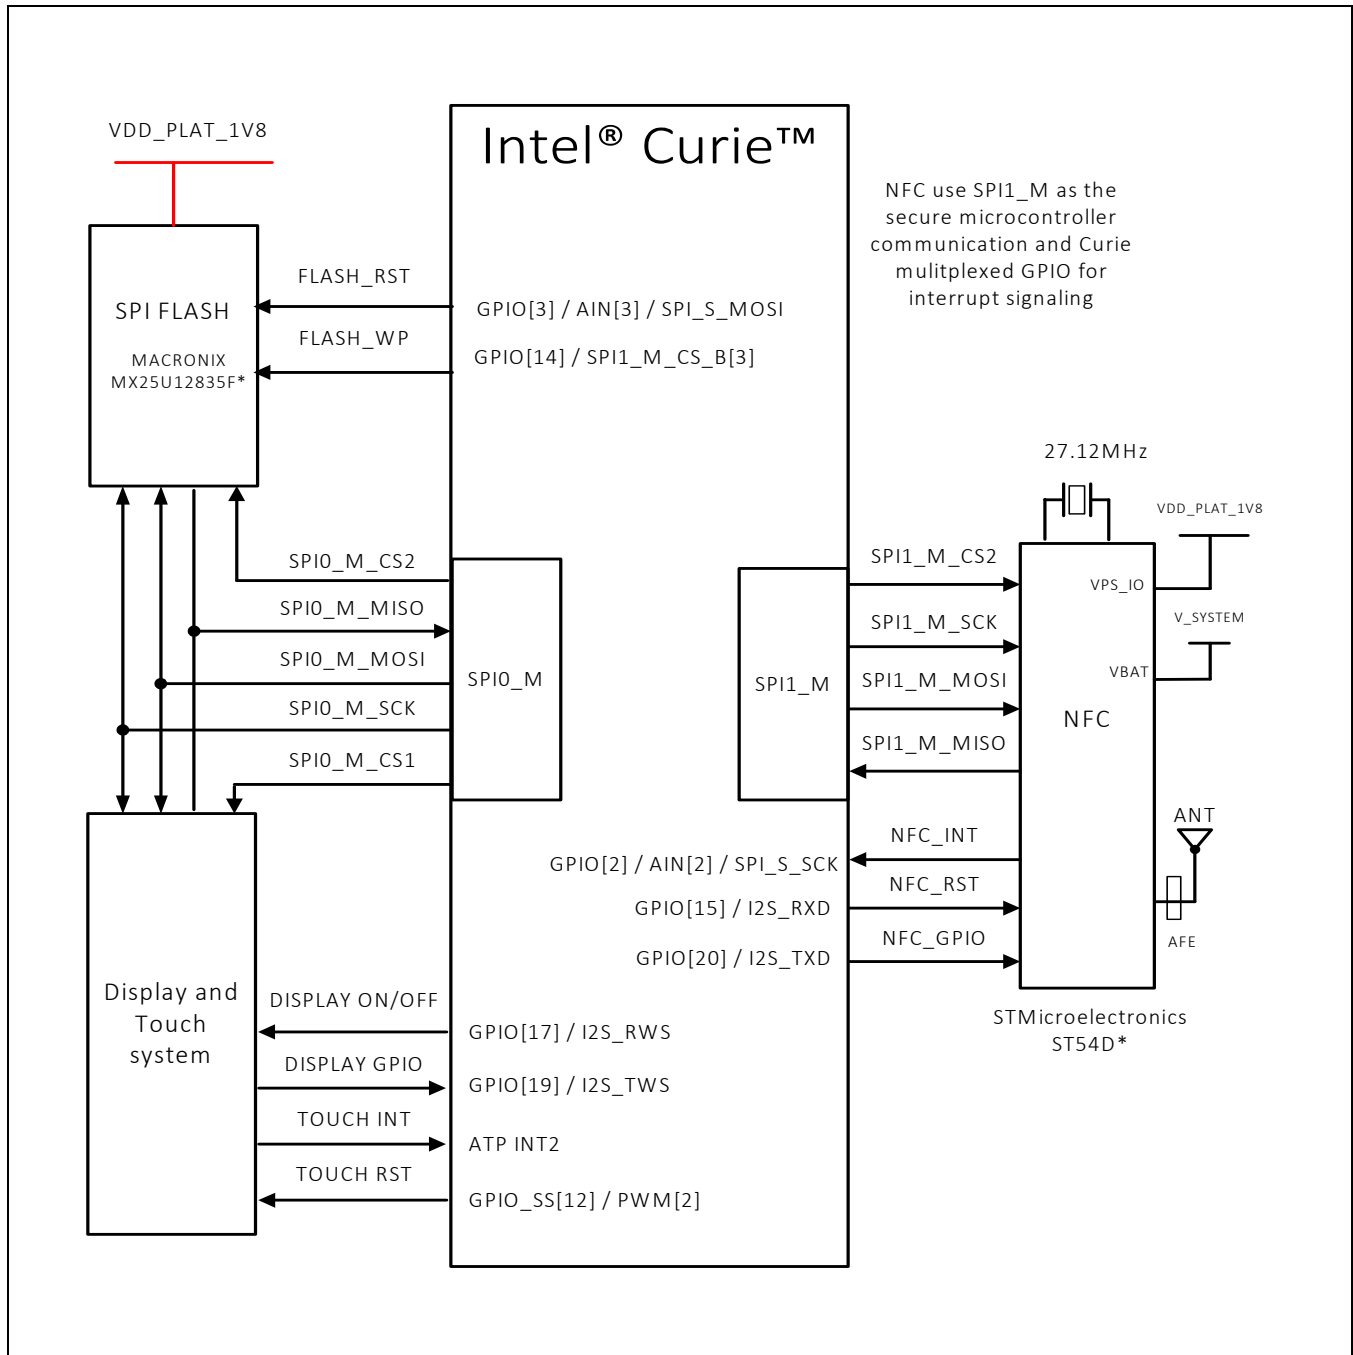 Intel® Curie™
VDD_PLAT_1V8
NFC use SPI1_M as the
secure microcontroller
communication and Curie
mulitplexed GPIO for
interrupt signaling
SPI FLASH
MACRONIX
MX25U12835F*
FLASH_RST
GPIO[3] / AIN[3] / SPI_S_MOSI
FLASH_WP
GPIO[14] / SPI1_M_CS_B[3]
SPI0_M_CS2
SPI0_M_MISO
SPI0_M_MOSI
SPI0_M_SCK
SPI0_M_CS1
SPI0_M
SPI1_M
SPI1_M_CS2
SPI1_M_SCK
SPI1_M_MOSI
SPI1_M_MISO
27.12MHz
VDD_PLAT_1V8
VPS_IO
V_SYSTEM
VBAT
NFC
ANT
AFE
NFC_INT
GPIO[2] / AIN[2] / SPI_S_SCK
NFC_RST
GPIO[15] / I2S_RXD
NFC_GPIO
GPIO[20] / I2S_TXD
STMicroelectronics
ST54D*
Display and
Touch
system
DISPLAY ON/OFF
GPIO[17] / I2S_RWS
DISPLAY GPIO
GPIO[19] / I2S_TWS
TOUCH INT
ATP INT2
TOUCH RST
GPIO_SS[12] / PWM[2]